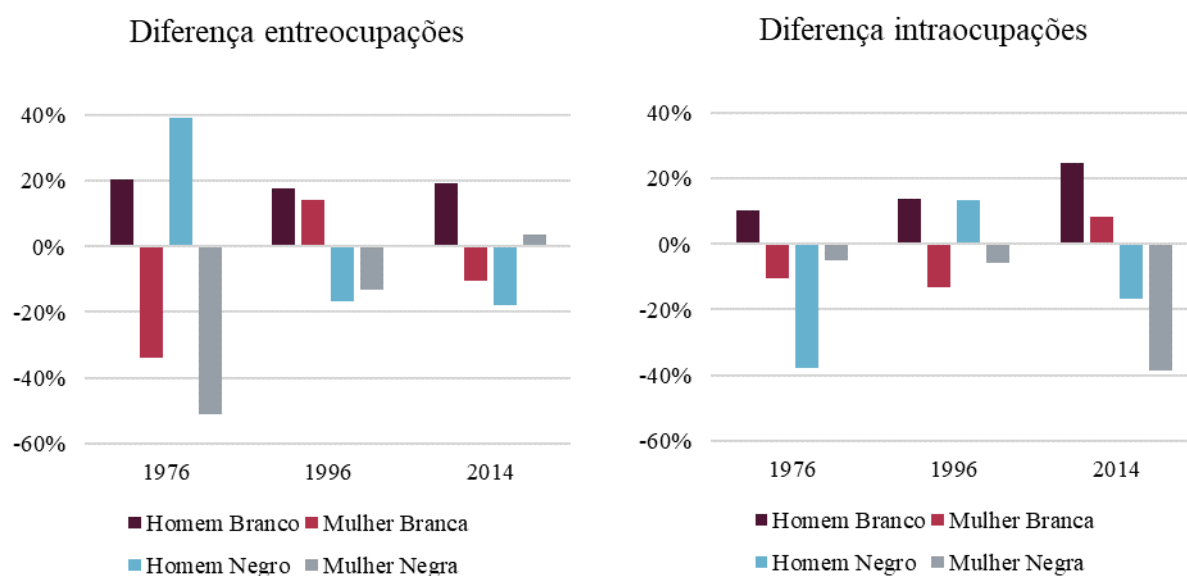 Diferença entreocupações
40%
20%
0%
-20%
-40%
-60%
1976 1996 2014
Homem Branco Mulher Branca
Homem Negro Mulher Negra
Diferença intraocupações
40%
20%
0%
-20%
-40%
-60%
1976 1996 2014
Homem Branco Mulher Branca
Homem Negro Mulher Negra